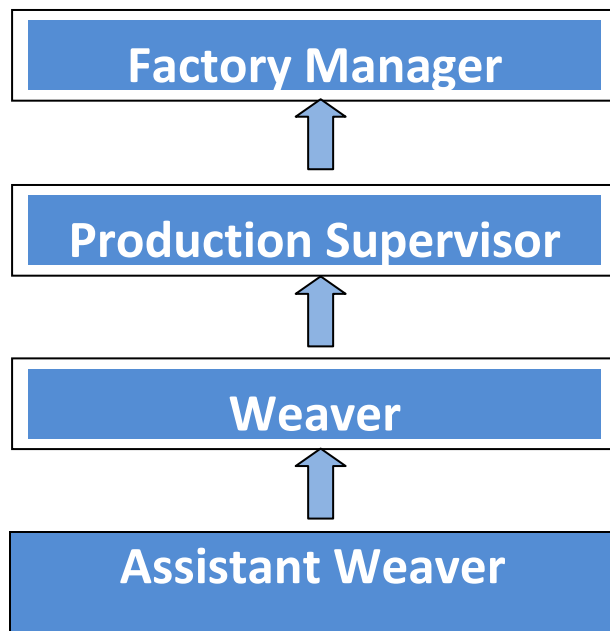 Factory Manager
Production Supervisor
Weaver
Assistant Weaver